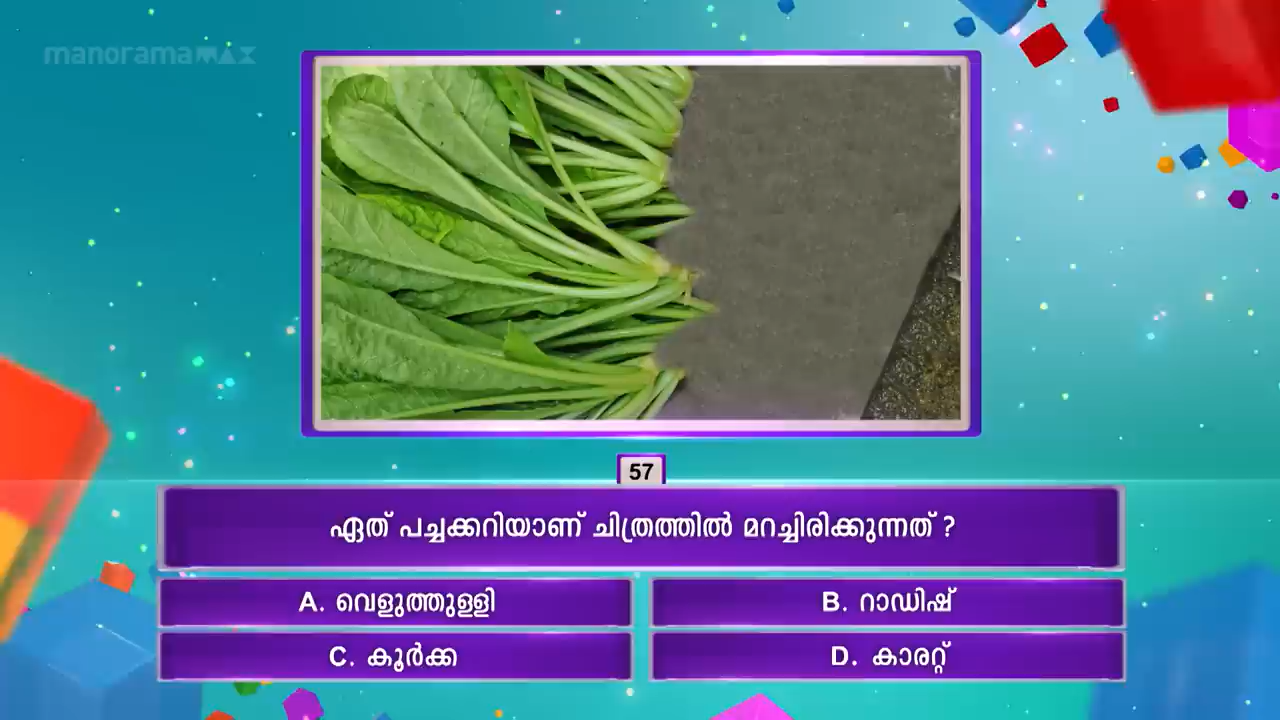 manoramaMAX
57
ഏത് പച്ചക്കറിയാണ് ചിത്രത്തിൽ മറച്ചിരിക്കുന്നത് ?
A. വെളുത്തുള്ളി
B. റാഡിഷ്
C. കൂർക്ക
D. കാരറ്റ്